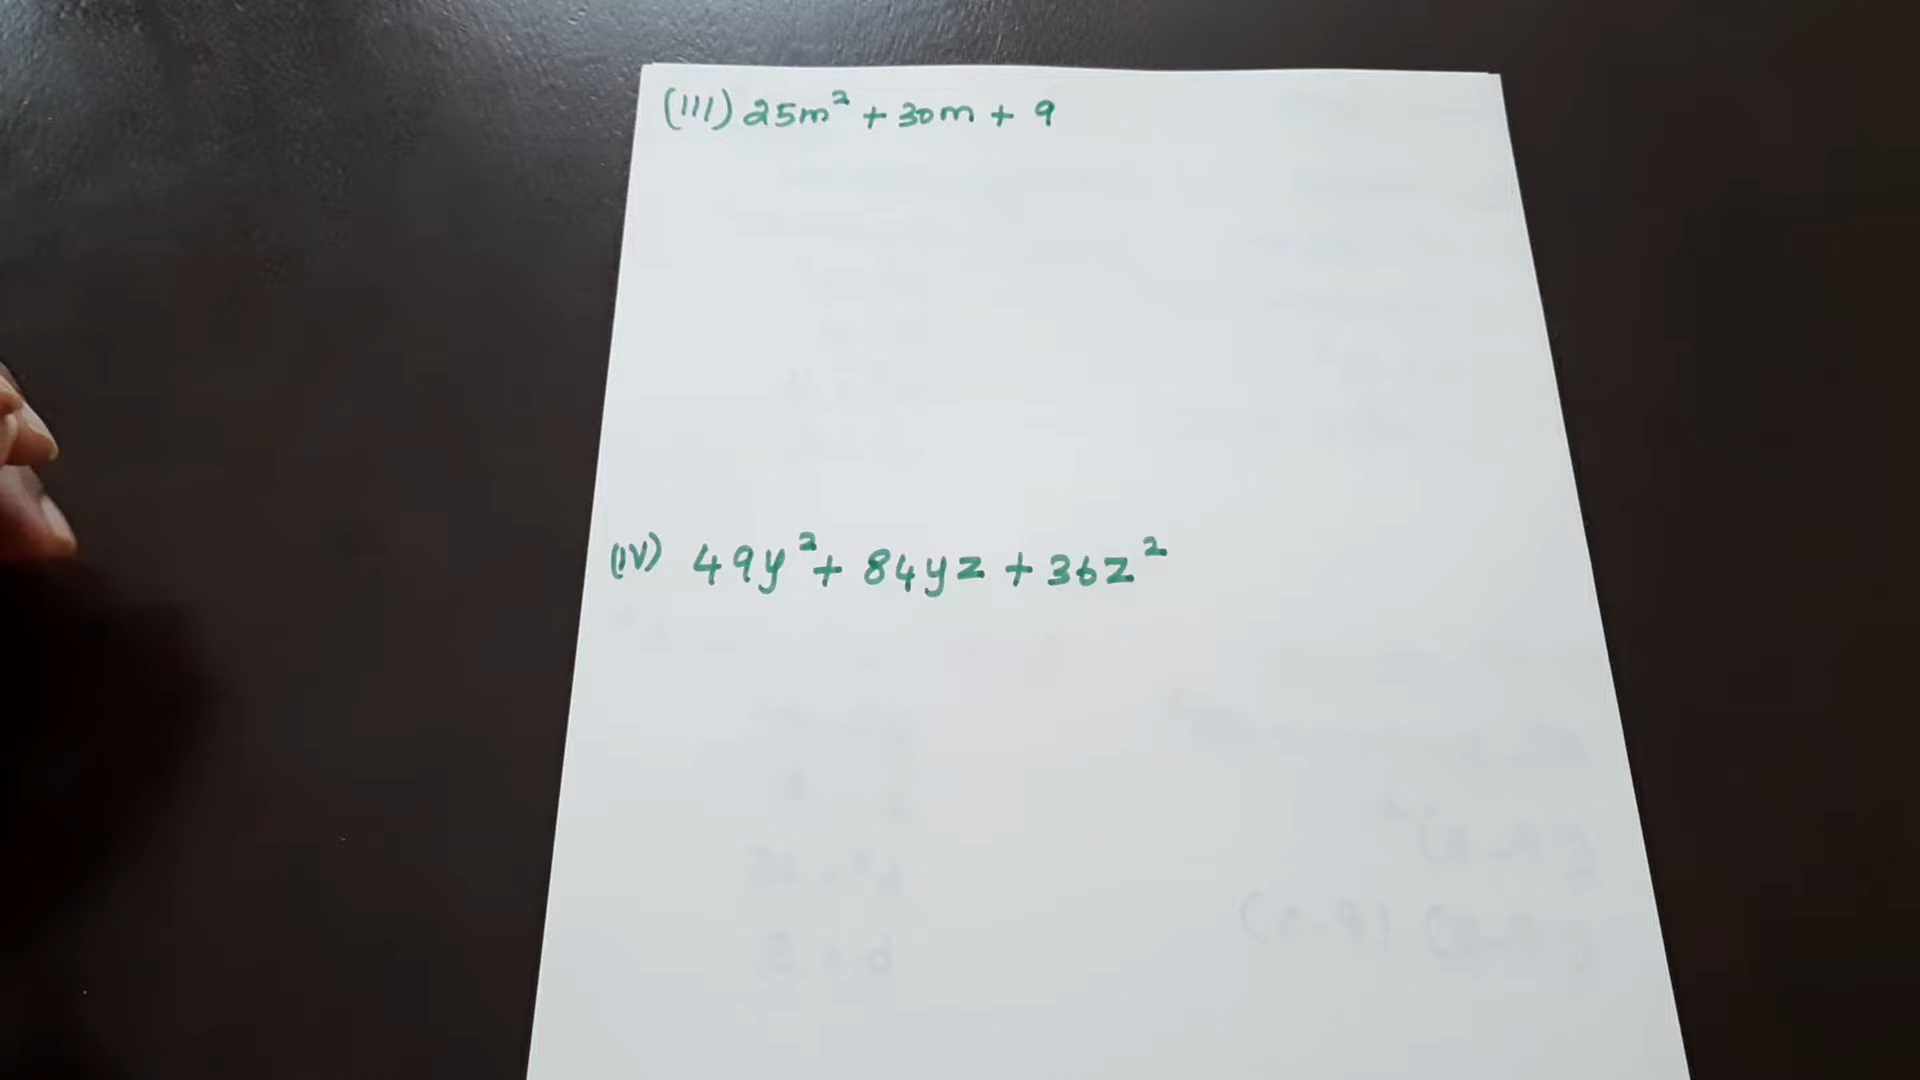 (III) 25m² + 30m + 9
(IV) 49y² + 84yz + 36z²